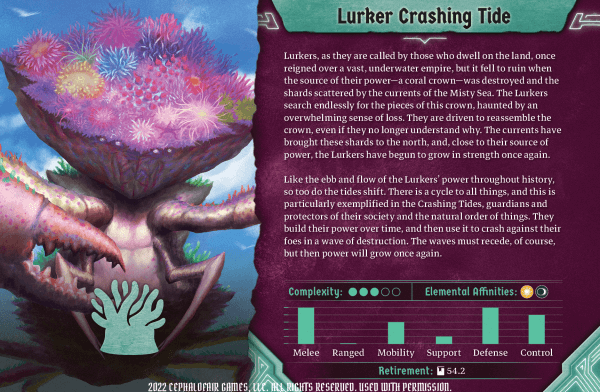 Lurker Crashing Tide
Lurkers, as they are called by those who dwell on the land, once
reigned over a vast, underwater empire, but it fell to ruin when
the source of their power—a coral crown—was destroyed and the
shards scattered by the currents of the Misty Sea. The Lurkers
search endlessly for the pieces of this crown, haunted by an
overwhelming sense of loss. They are driven to reassemble the
crown, even if they no longer understand why. The currents have
brought these shards to the north, and, close to their source of
power, the Lurkers have begun to grow in strength once again.
Like the ebb and flow of the Lurkers' power throughout history,
so too do the tides shift. There is a cycle to all things, and this is
particularly exemplified in the Crashing Tides, guardians and
protectors of their society and the natural order of things. They
build their power over time, and then use it to crash against their
foes in a wave of destruction. The waves must recede, of course,
but then power will grow once again.
Complexity: Elemental Affinities:
Melee Ranged Mobility Support Defense Control
Retirement: 54.2
2022 CEPHALOFAIR GAMES, LLC. ALL RIGHTS RESERVED. USED WITH PERMISSION.